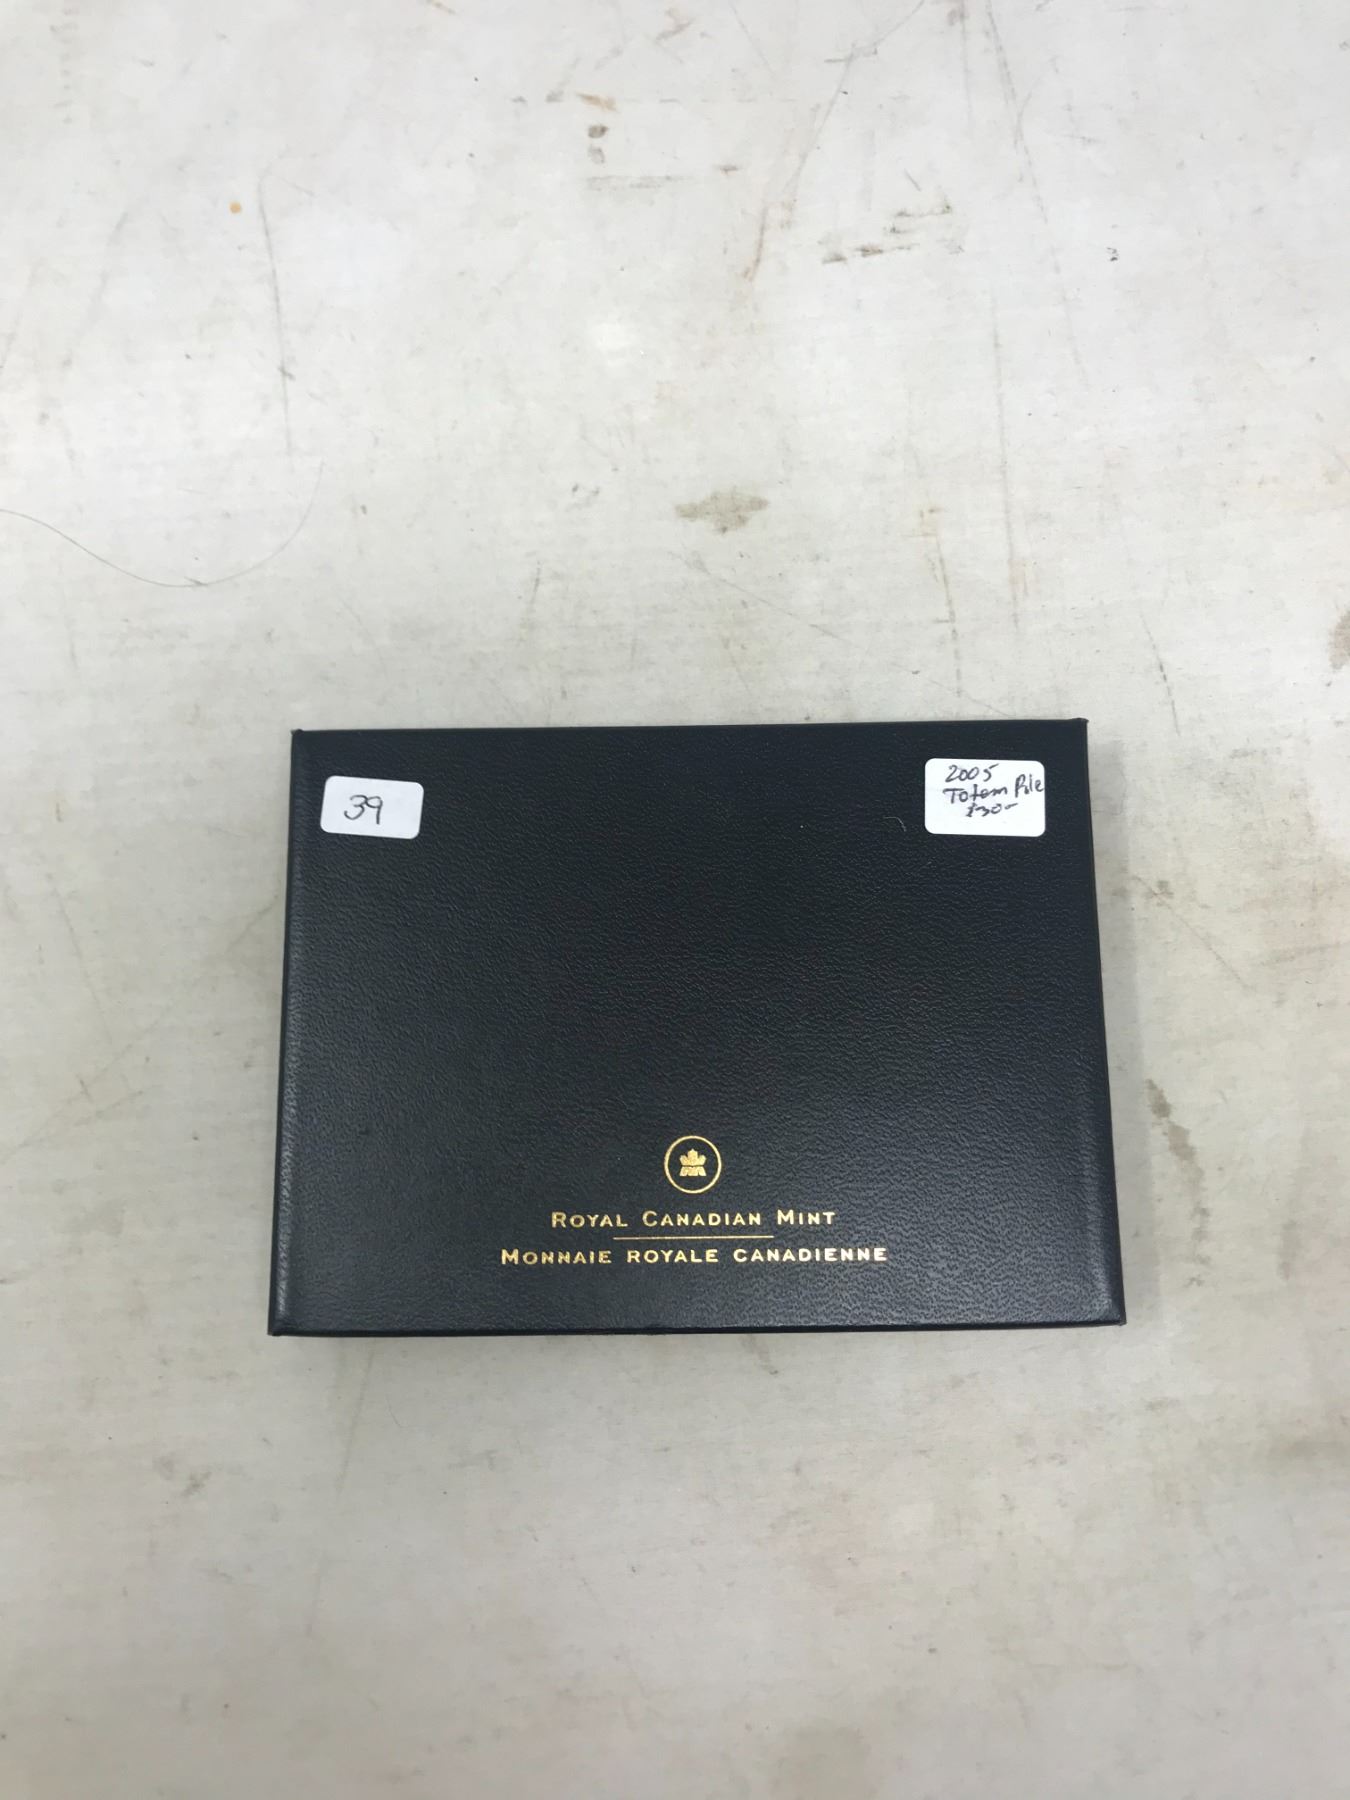 39
2005
Totem Pole
$30-
ROYAL CANADIAN MINT
MONNAIE ROYALE CANADIENNE